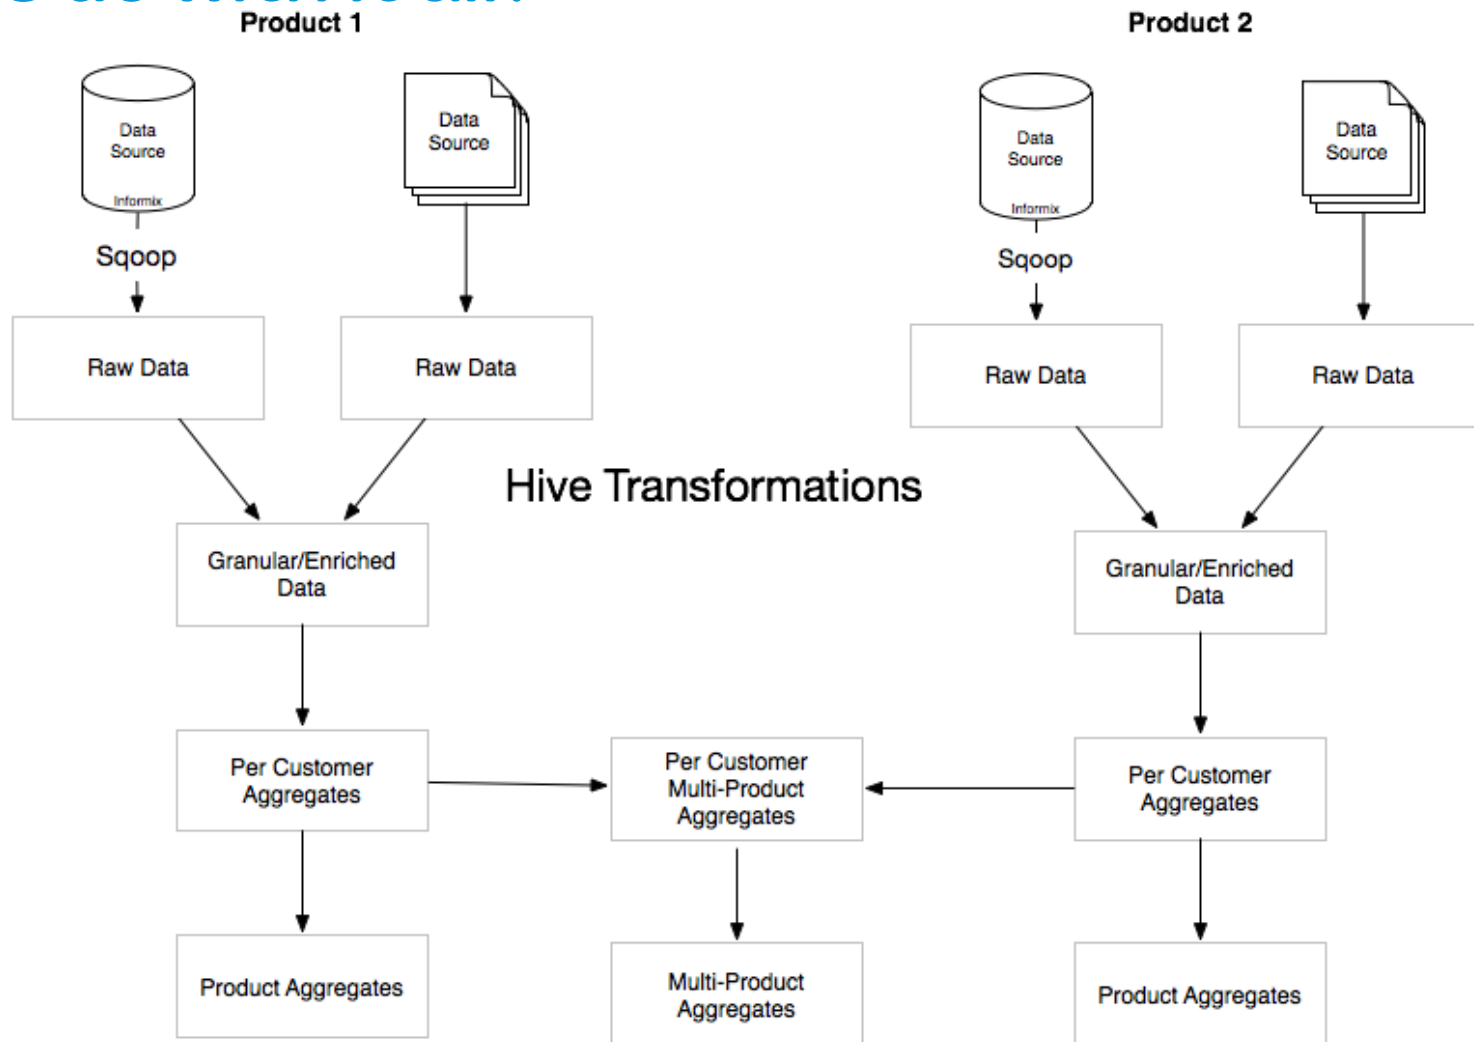 Product 1
Product 2
Data
Source
Informix
Data
Source
Data
Source
Informix
Data
Source
Sqoop
Sqoop
Raw Data
Raw Data
Raw Data
Raw Data
Hive Transformations
Granular/Enriched
Data
Granular/Enriched
Data
Per Customer
Aggregates
Per Customer
Multi-Product
Aggregates
Per Customer
Aggregates
Product Aggregates
Multi-Product
Aggregates
Product Aggregates